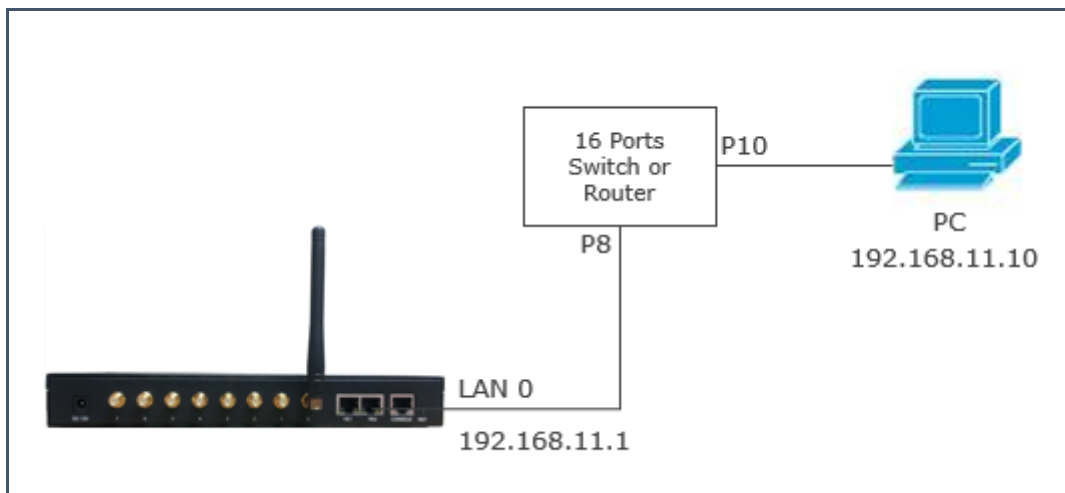 16 Ports
Switch or
Router
P10
P8
PC
192.168.11.10
LAN 0
192.168.11.1